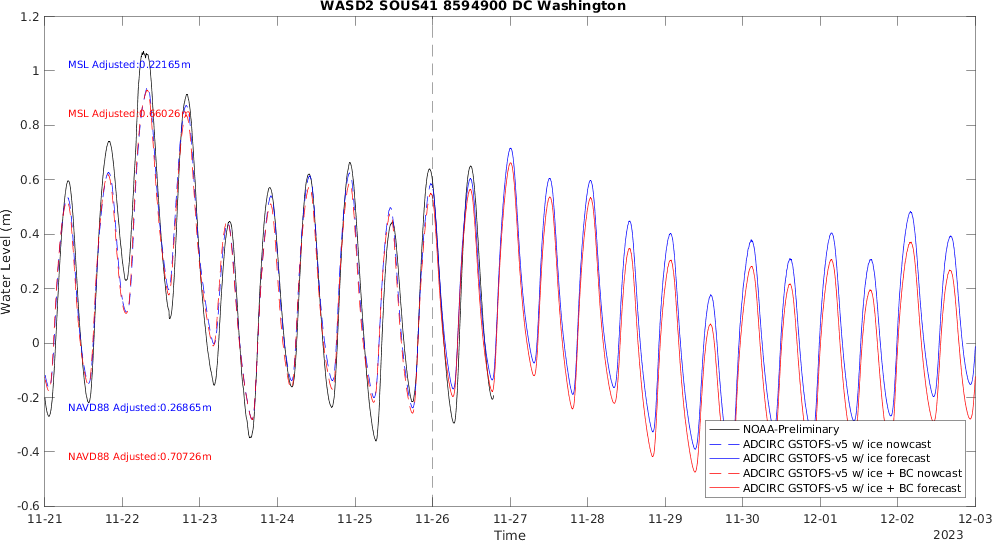 WASD2 SOUS41 8594900 DC Washington
1.2
1
0.8
0.6
0.4
0.2
0
-0.2
-0.4
-0.6
Water Level (m)
MSL Adjusted:0.22165m
MSL Adjusted:0.66026m
NAVD88 Adjusted:0.26865m
NAVD88 Adjusted:0.70726m
NOAA-Preliminary
ADCIRC GSTOFS-v5 w/ ice nowcast
ADCIRC GSTOFS-v5 w/ ice forecast
ADCIRC GSTOFS-v5 w/ ice + BC nowcast
ADCIRC GSTOFS-v5 w/ ice + BC forecast
11-21 11-22 11-23 11-24 11-25 11-26 11-27 11-28 11-29 11-30 12-01 12-02 12-03
Time
2023